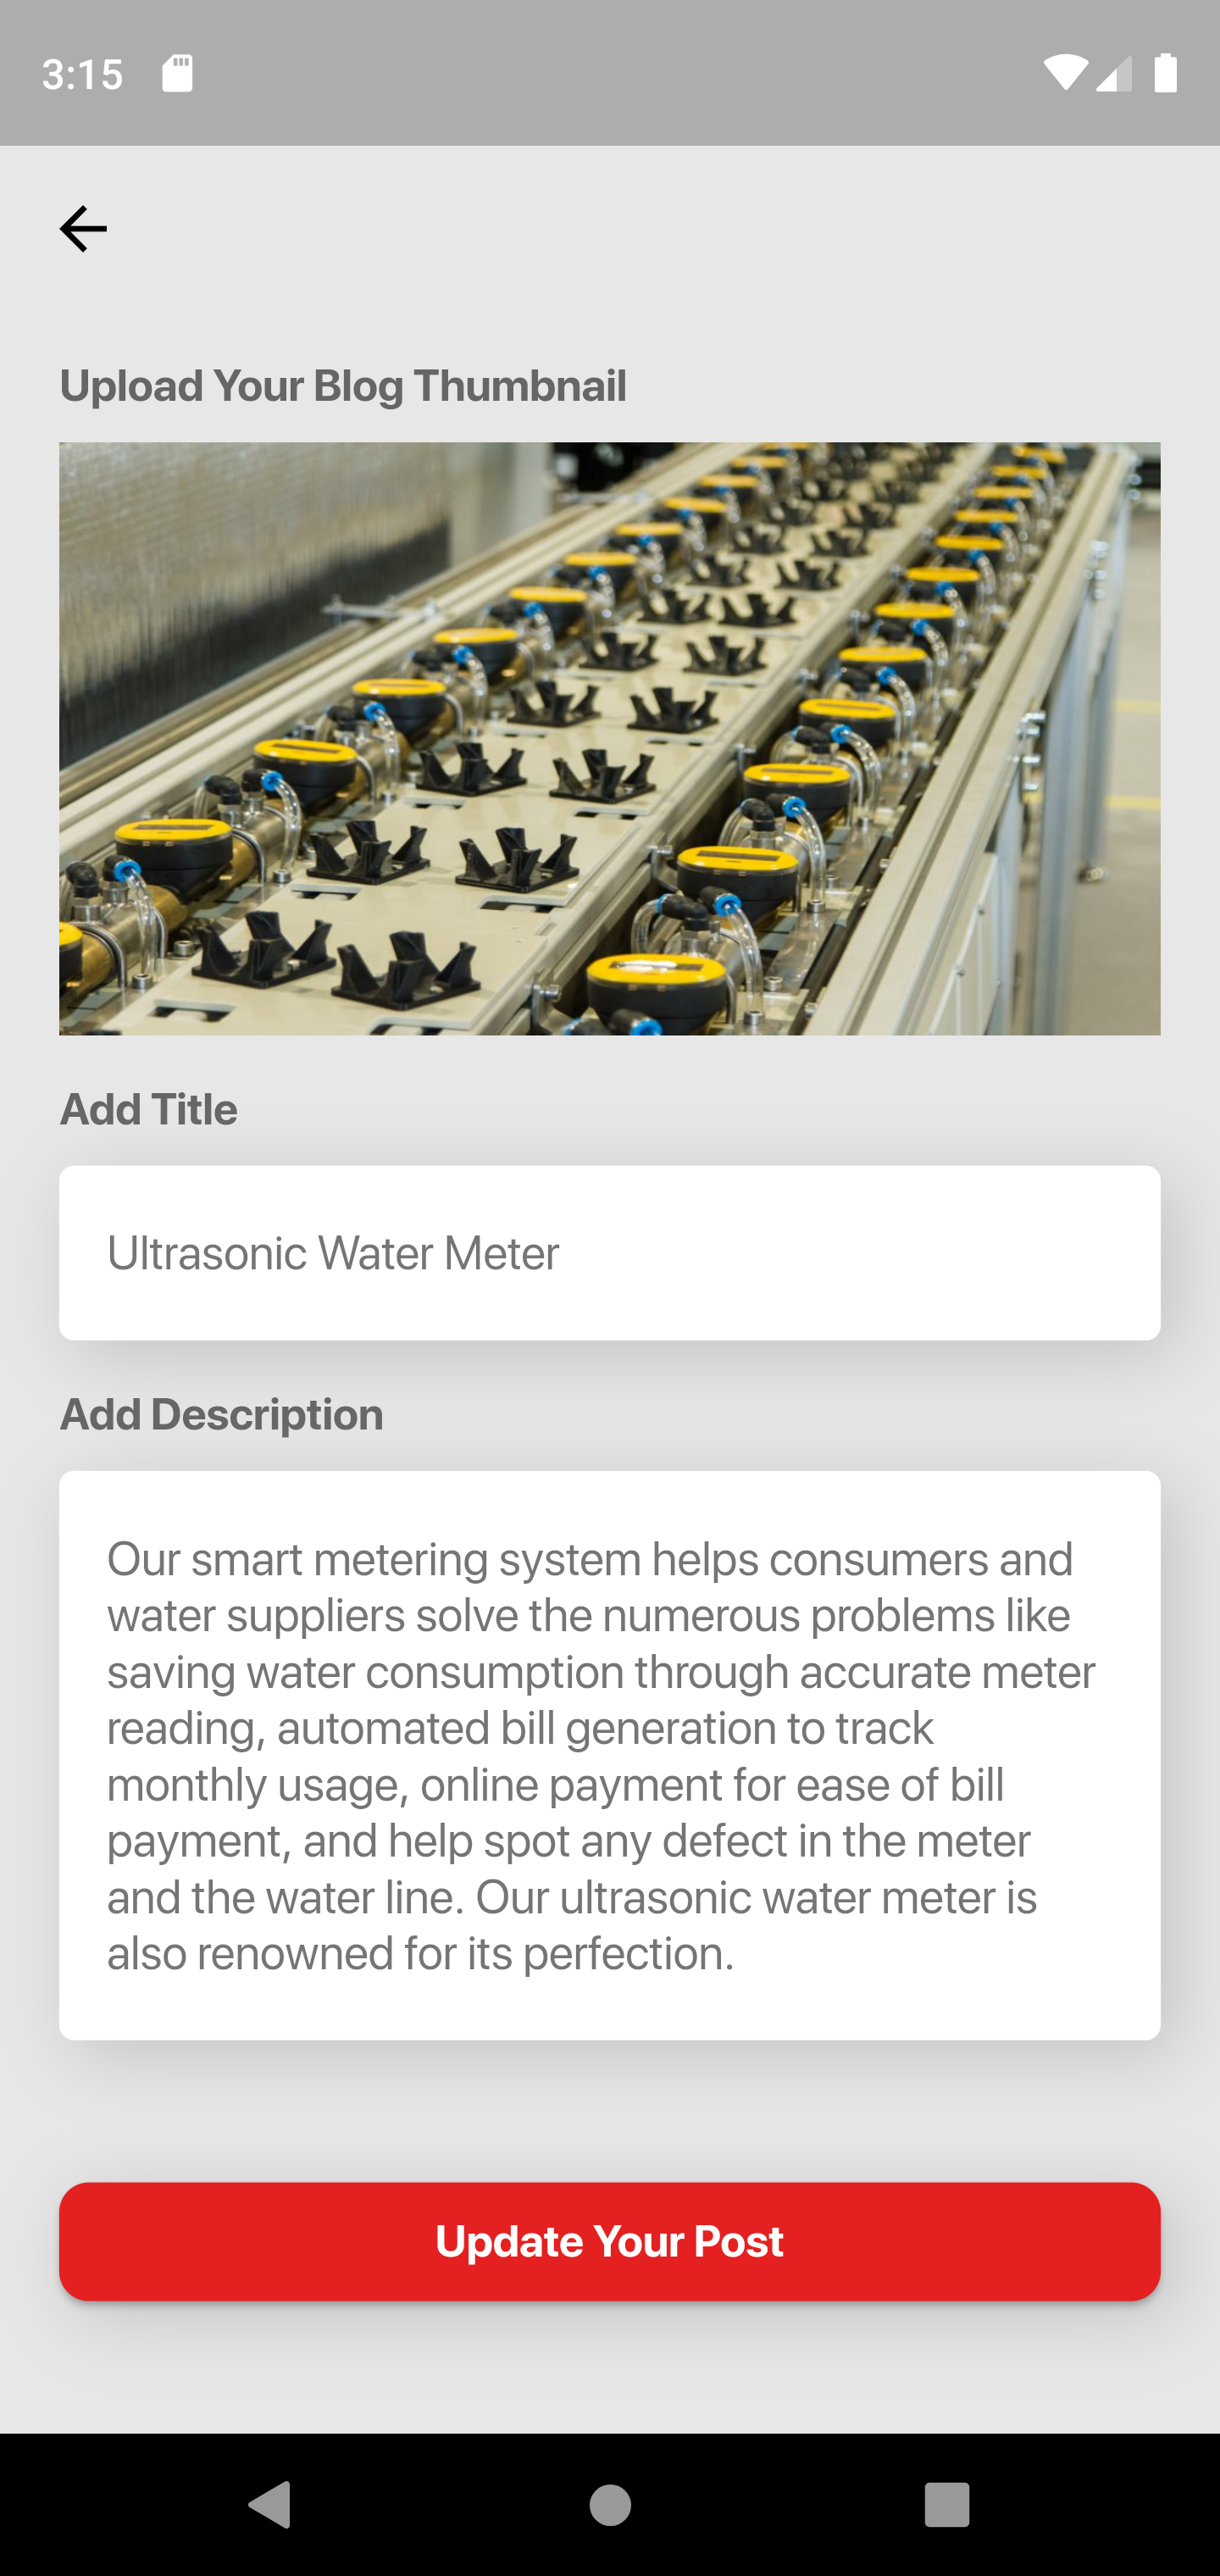 3:15
Upload Your Blog Thumbnail
Add Title
Ultrasonic Water Meter
Add Description
Our smart metering system helps consumers and
water suppliers solve the numerous problems like
saving water consumption through accurate meter
reading, automated bill generation to track
monthly usage, online payment for ease of bill
payment, and help spot any defect in the meter
and the water line. Our ultrasonic water meter is
also renowned for its perfection.
Update Your Post